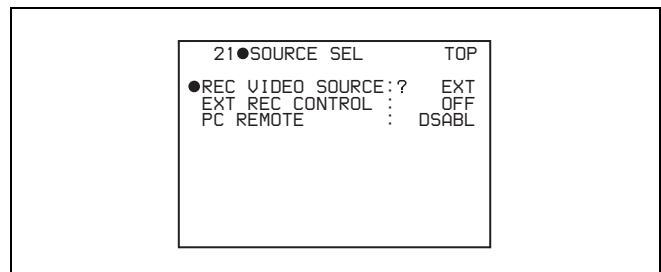 21●SOURCE SEL TOP
●REC VIDEO SOURCE:? EXT
EXT REC CONTROL : OFF
PC REMOTE : DSABL